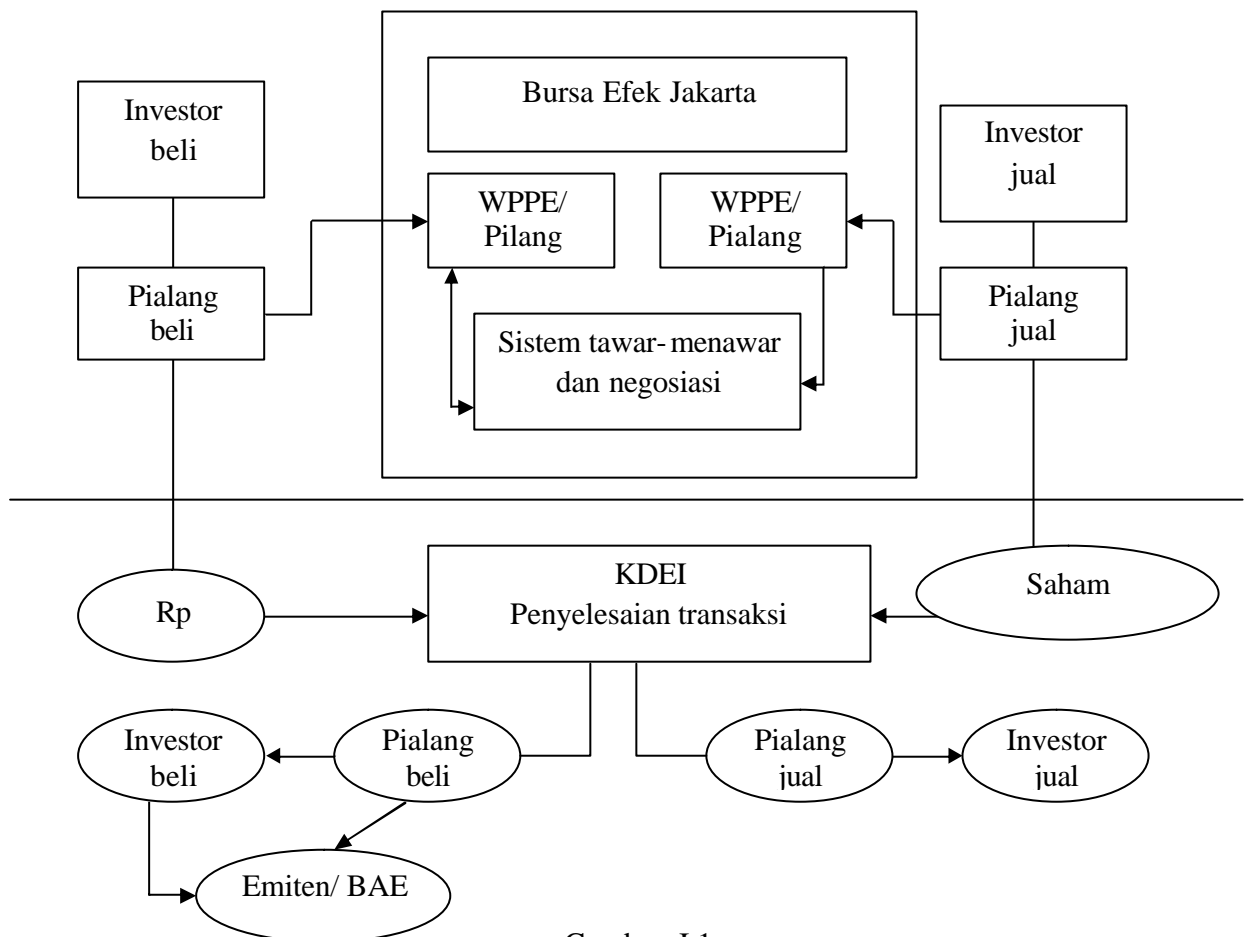 Bursa Efek Jakarta
Investor
beli
Investor
jual
WPPE/
Pilang
WPPE/
Pialang
Pialang
beli
Pialang
jual
Sistem tawar-menawar
dan negosiasi
KDEI
Penyelesaian transaksi
Rp
Saham
Investor
beli
Pialang
beli
Pialang
jual
Investor
jual
Emiten/ BAE